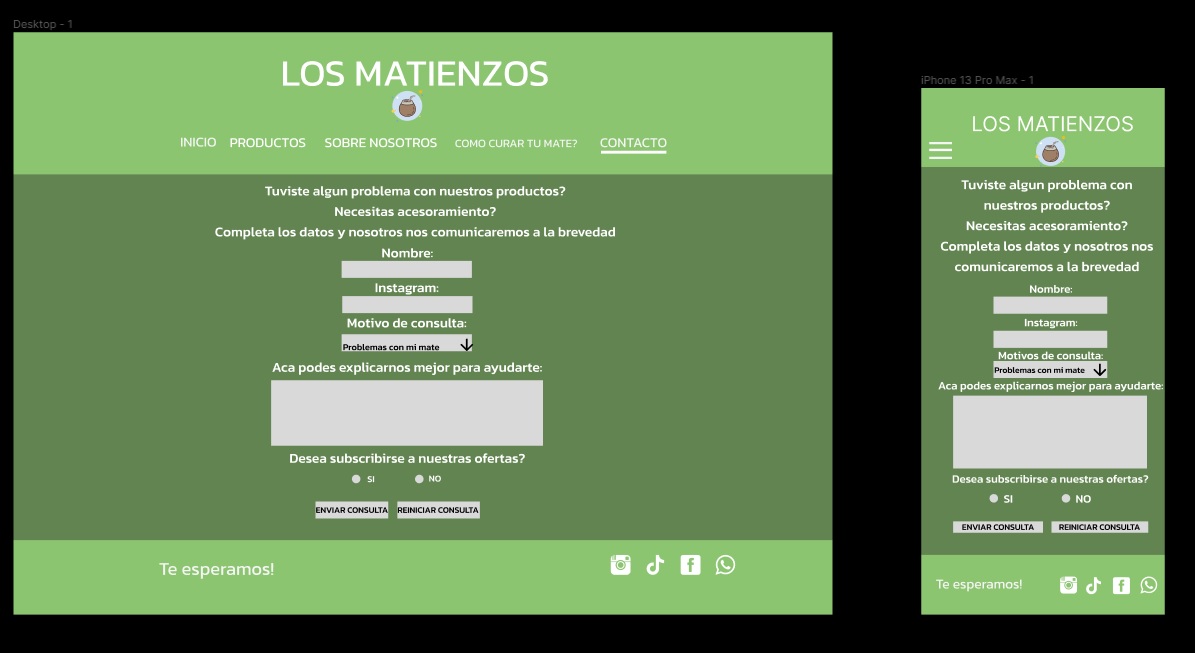 Desktop - 1
LOS MATIENZOS
INICIO PRODUCTOS SOBRE NOSOTROS COMO CURAR TU MATE? CONTACTO
Tuviste algun problema con nuestros productos?
Necesitas acesoramiento?
Completa los datos y nosotros nos comunicaremos a la brevedad
Nombre:
Instagram:
Motivo de consulta:
Problemas con mi mate
Aca podes explicarnos mejor para ayudarte:
Desea subscribirse a nuestras ofertas?
SI NO
ENVIAR CONSULTA REINICIAR CONSULTA
Te esperamos!
iPhone 13 Pro Max - 1
LOS MATIENZOS
Tuviste algun problema con
nuestros productos?
Necesitas acesoramiento?
Completa los datos y nosotros nos
comunicaremos a la brevedad
Nombre:
Instagram:
Motivos de consulta:
Problemas con mi mate
Aca podes explicarnos mejor para ayudarte:
Desea subscribirse a nuestras ofertas?
SI NO
ENVIAR CONSULTA REINICIAR CONSULTA
Te esperamos!